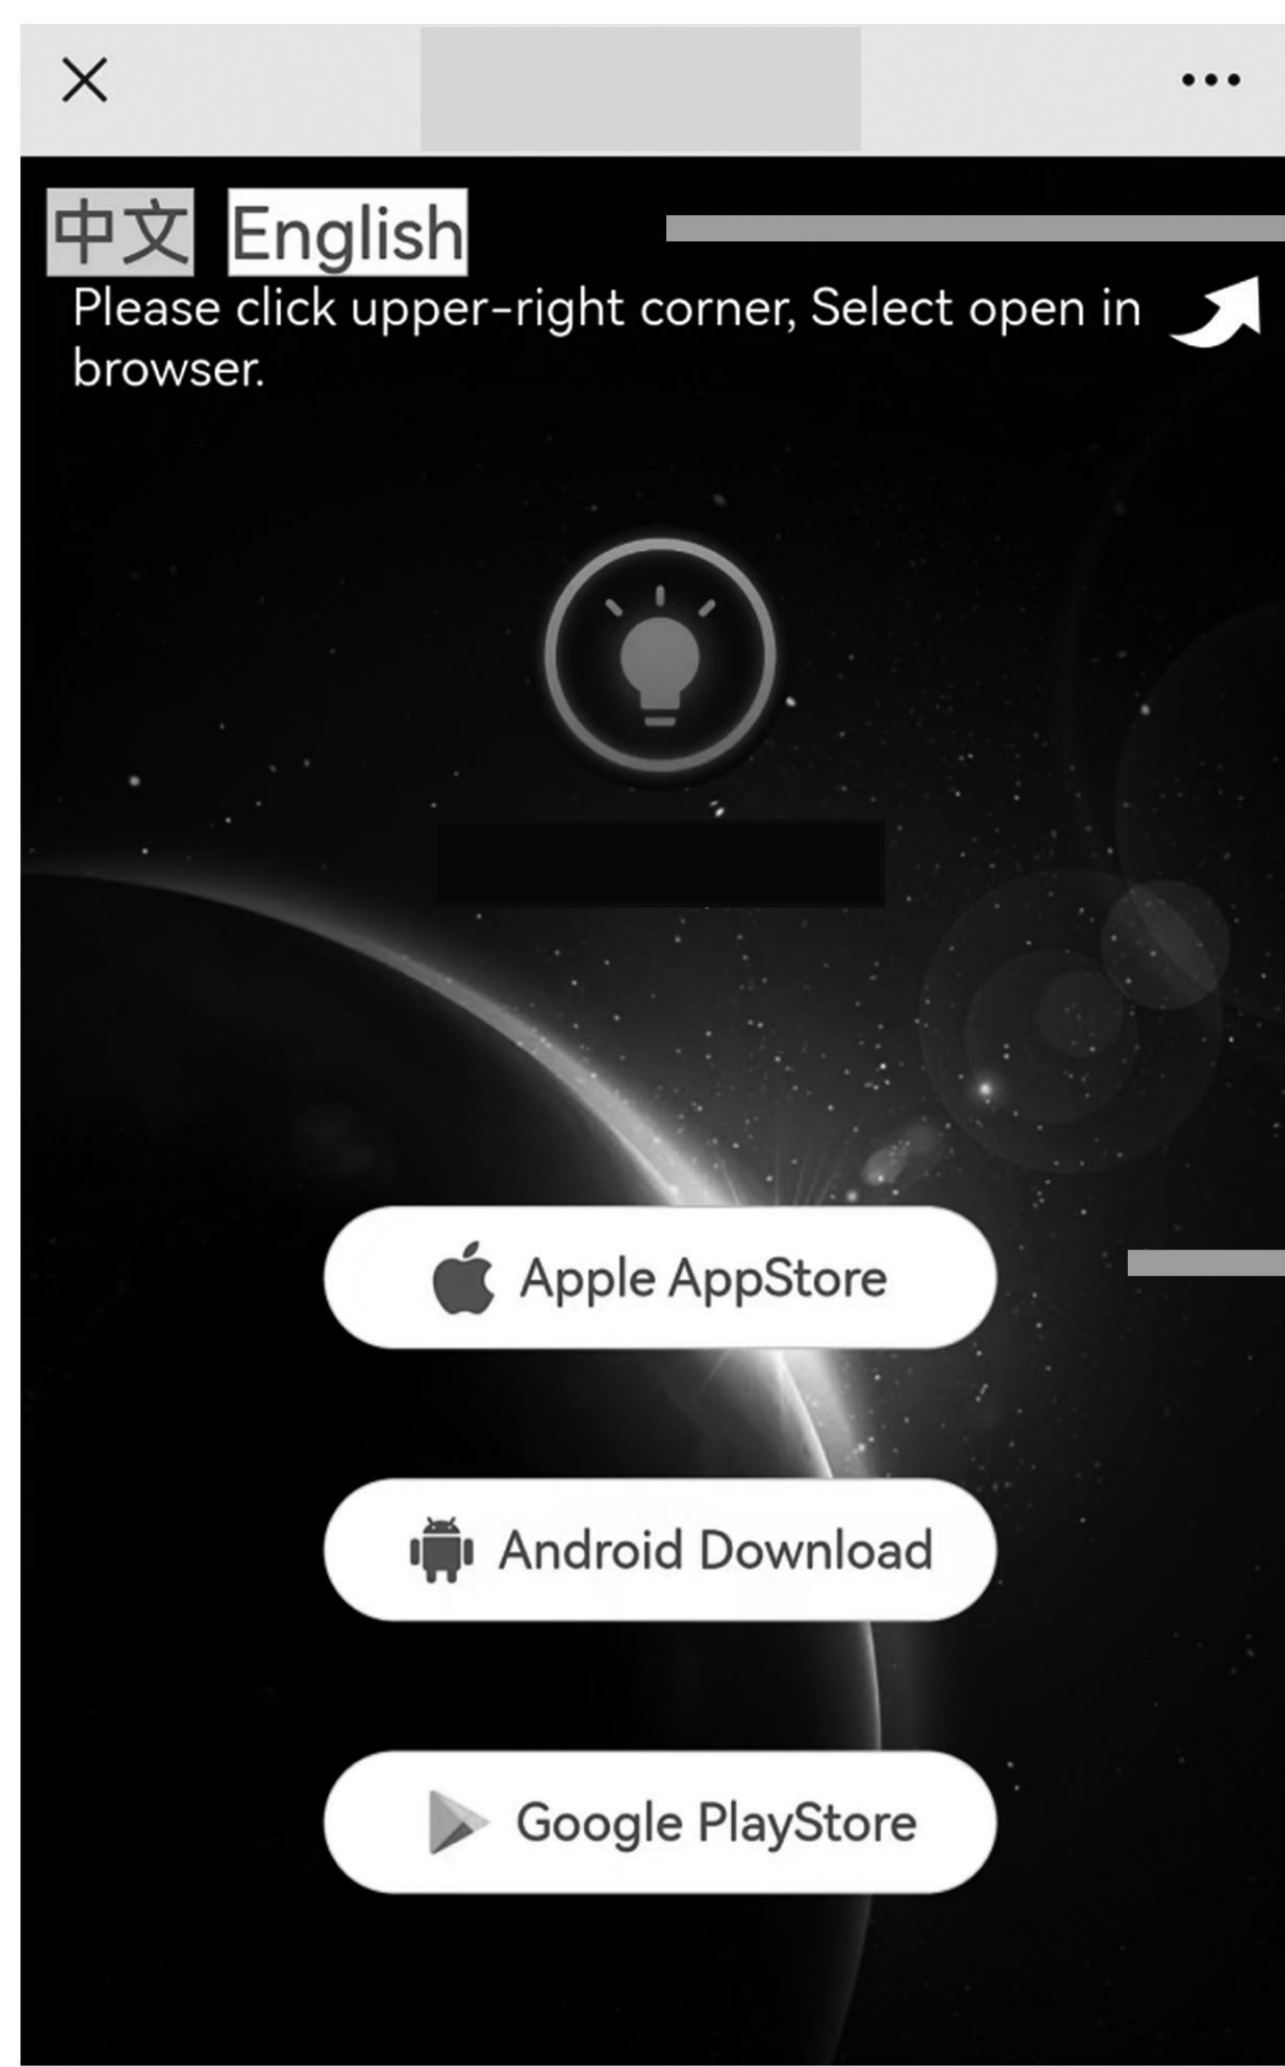 中文 English
Please click upper-right corner, Select open in
browser.
Apple AppStore
Android Download
Google PlayStore